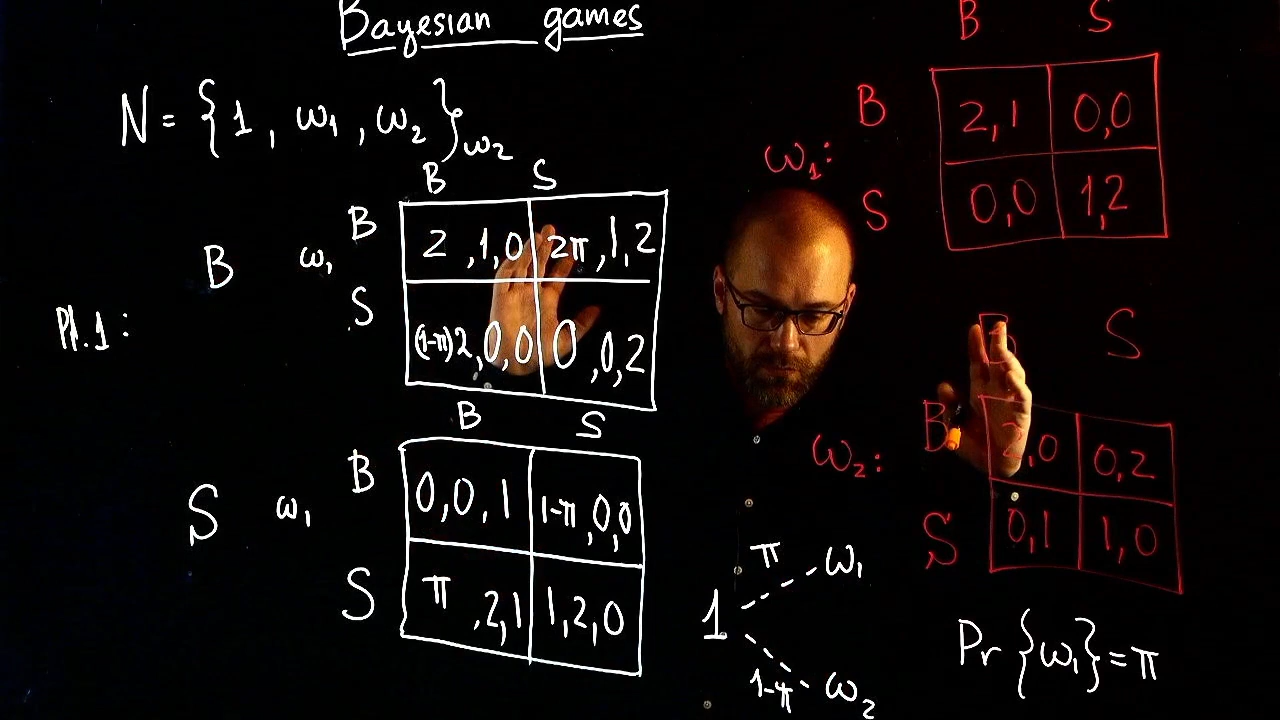 Bayesian games
N = { 1, ω₁, ω₂ }
ω₂
B S
Pl.1:
B ω₁
B 2,1,0 2π,1,2
S (1-π)2,0,0 0,0,2
B S
S ω₁
B 0,0,1 1-π,0,0
S π,2,1 1,2,0
B S
ω₁:
B 2,1 0,0
S 0,0 1,2
S
ω₂:
B ,0 0,2
S 0,1 1,0
π ω₁
1
1-π ω₂
Pr {ω₁} = π